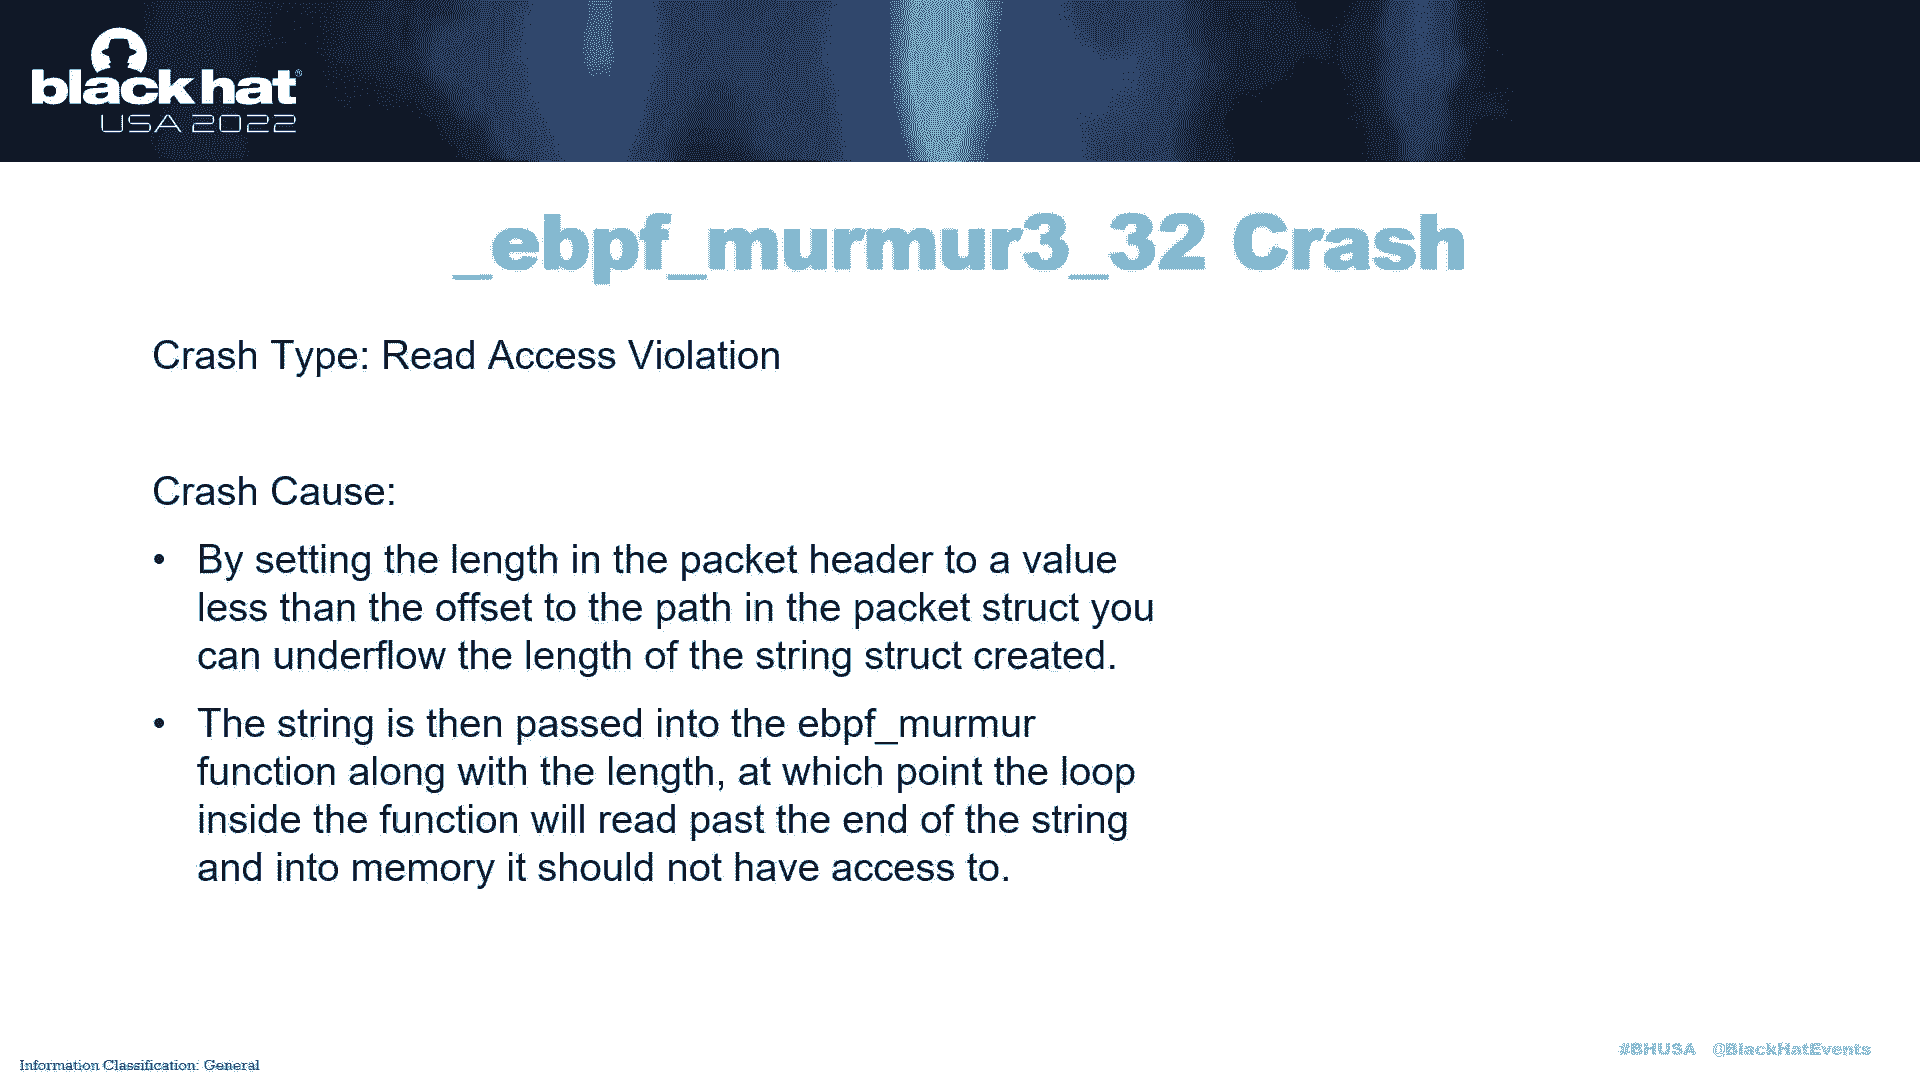 black hat®
USA 2022
_ebpf_murmur3_32 Crash
Crash Type: Read Access Violation
Crash Cause:
• By setting the length in the packet header to a value
less than the offset to the path in the packet struct you
can underflow the length of the string struct created.
• The string is then passed into the ebpf_murmur
function along with the length, at which point the loop
inside the function will read past the end of the string
and into memory it should not have access to.
#BHUSA @BlackHatEvents
Information Classification: General